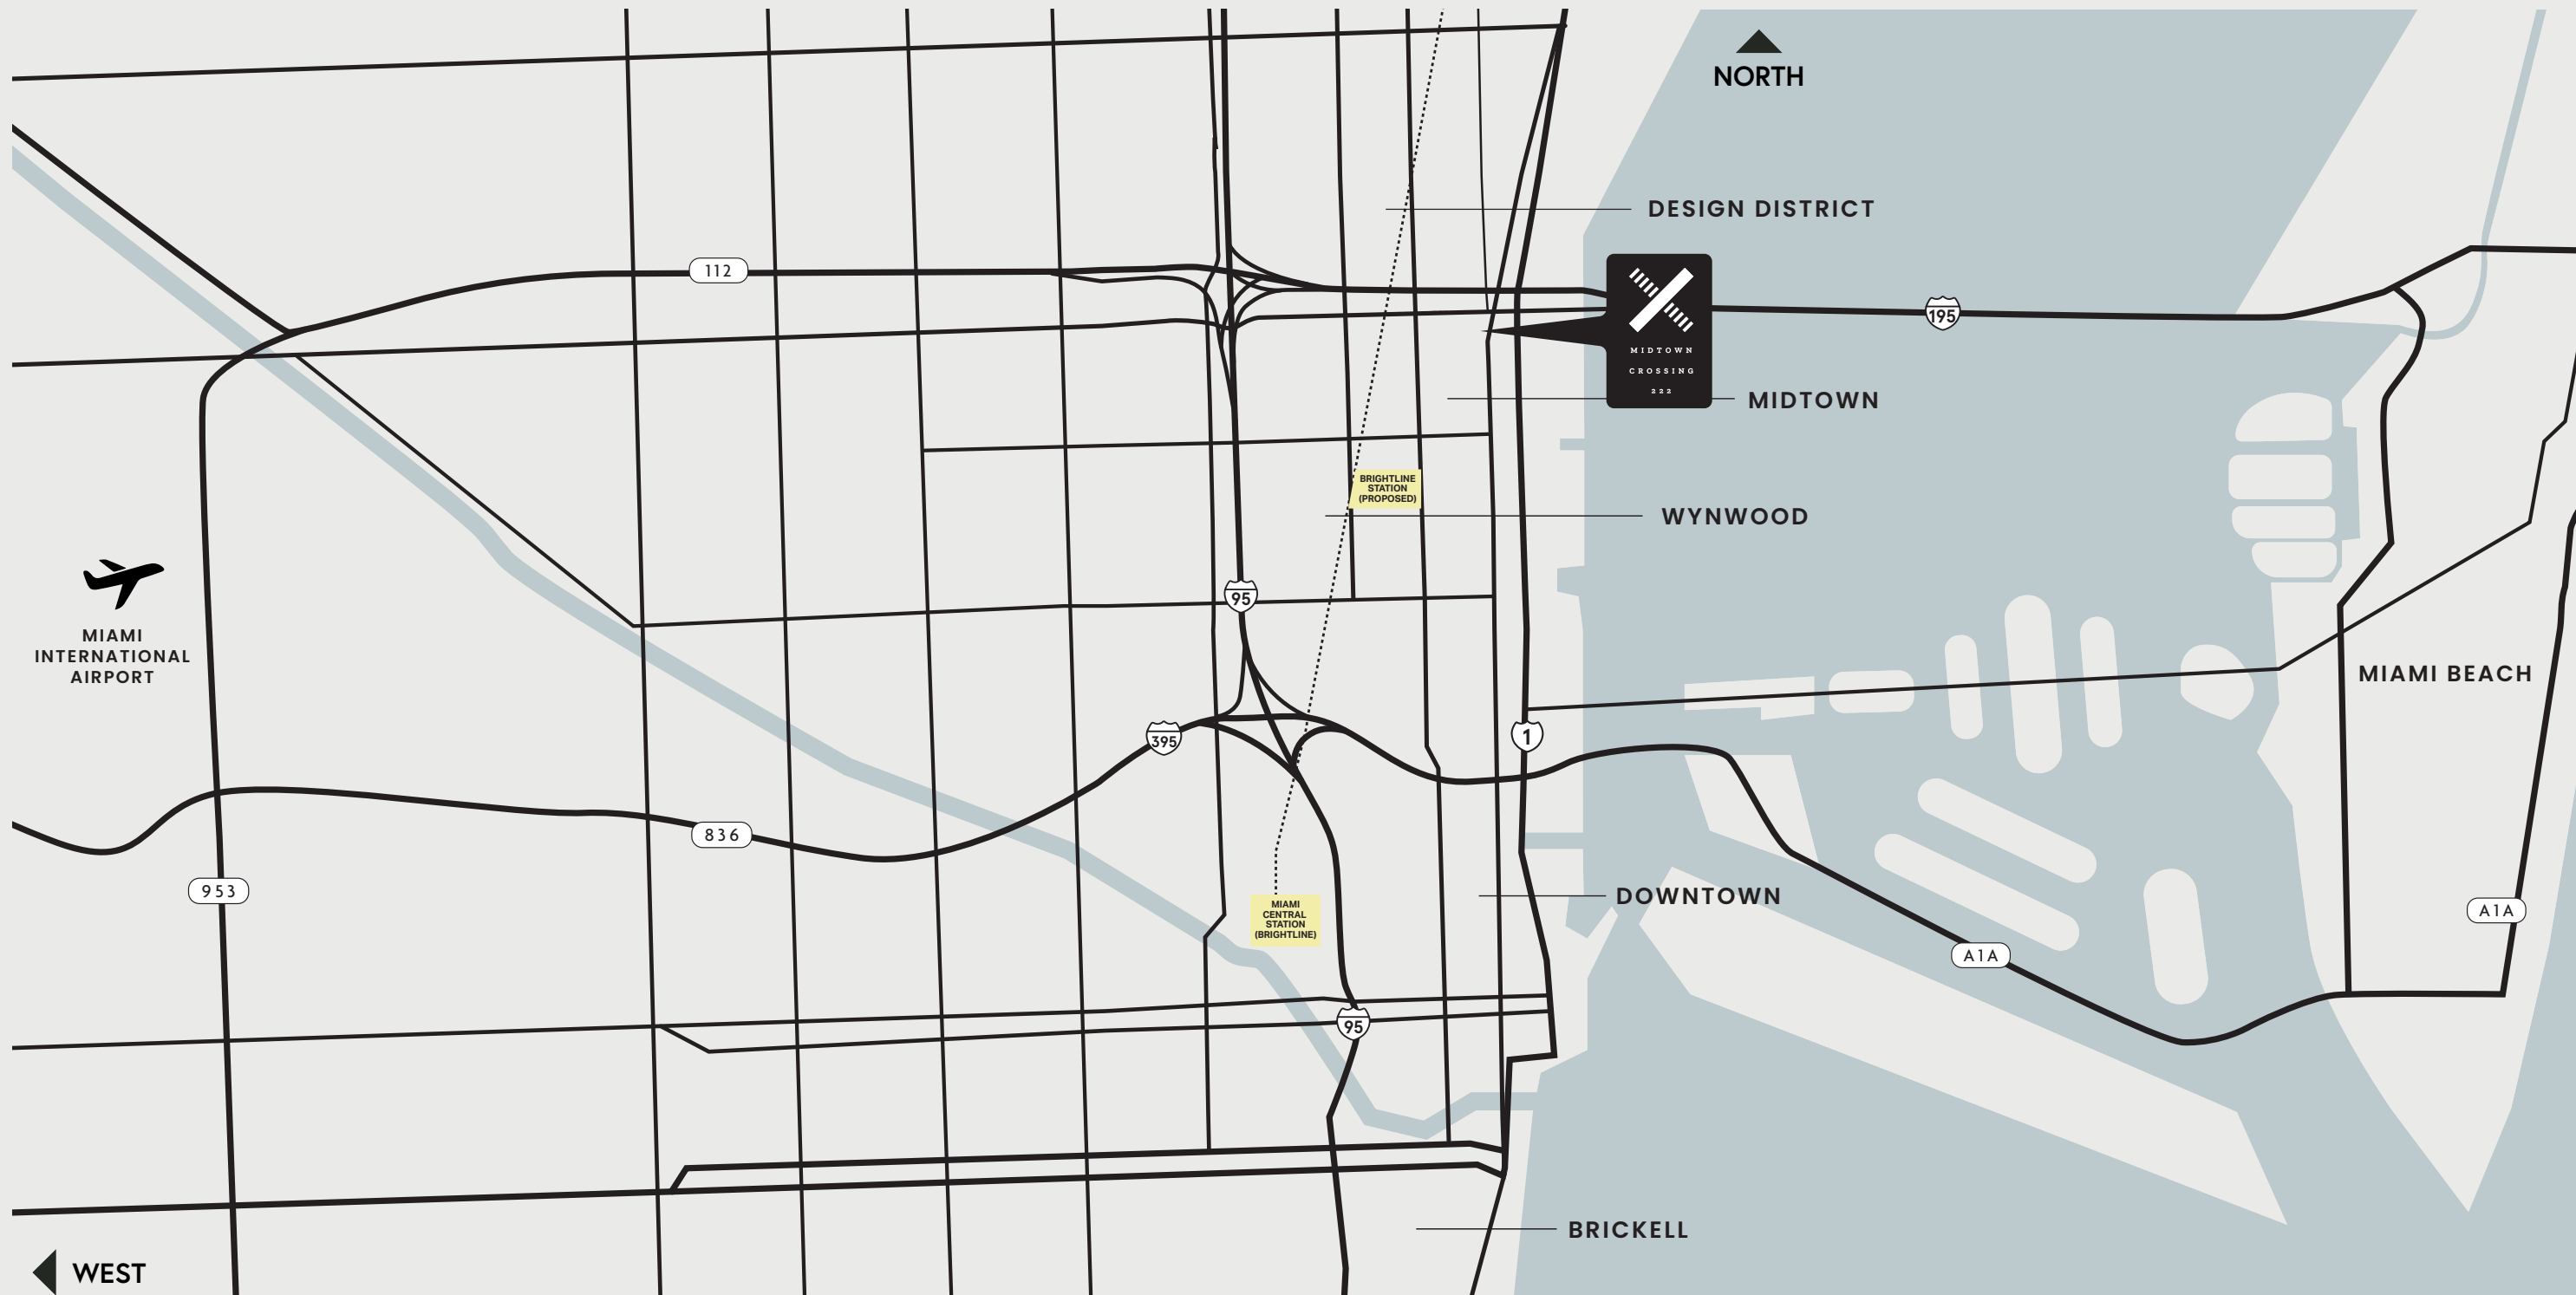 NORTH
DESIGN DISTRICT
112
195
MIDTOWN
CROSSING
222
MIDTOWN
BRIGHTLINE
STATION
(PROPOSED)
WYNWOOD
95
MIAMI
INTERNATIONAL
AIRPORT
MIAMI BEACH
395
1
836
953
DOWNTOWN
MIAMI
CENTRAL
STATION
(BRIGHTLINE)
A1A
A1A
95
BRICKELL
WEST